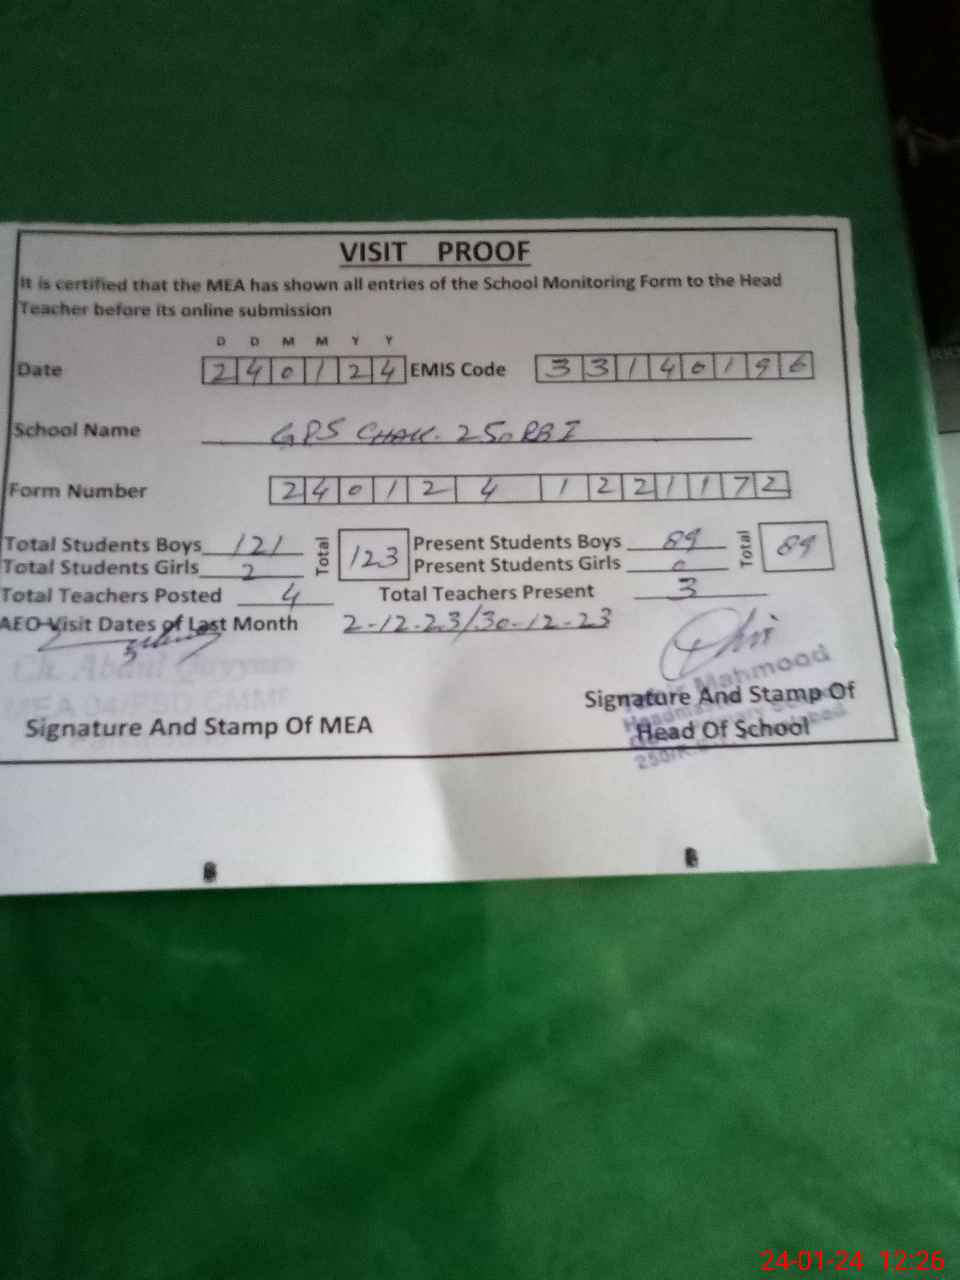 VISIT PROOF
It is certified that the MEA has shown all entries of the School Monitoring Form to the Head
Teacher before its online submission
D D M M Y Y
Date 2 4 0 1 2 4 EMIS Code 3 3 1 4 0 1 9 6
School Name GPS CHAK. 250 RB I
Form Number 2 4 0 1 2 4 1 2 2 1 1 7 2
Total Students Boys 121 Total 123 Present Students Boys 89 Total 89
Total Students Girls 2 Present Students Girls 0
Total Teachers Posted 4 Total Teachers Present 3
AEO Visit Dates of Last Month 2-12-23/30-12-23
Ch. Abdul Qayyum
Mahmood
Signature And Stamp Of MEA
Signature And Stamp Of
Head Of School
24-01-24 12:26